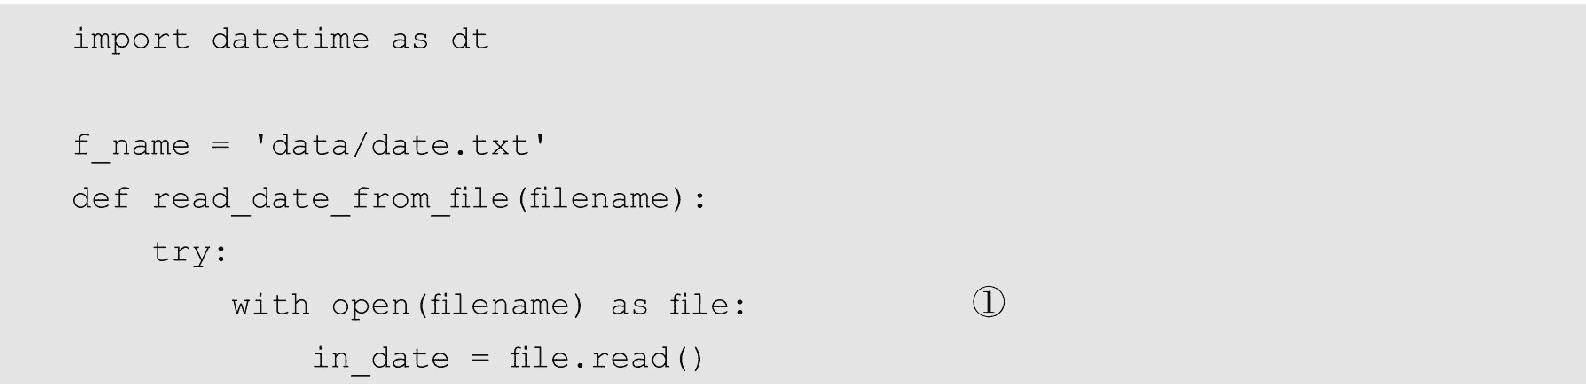 import datetime as dt
f_name = 'data/date.txt'
def read_date_from_file(filename):
    try:
        with open(filename) as file:                ①
            in_date = file.read()